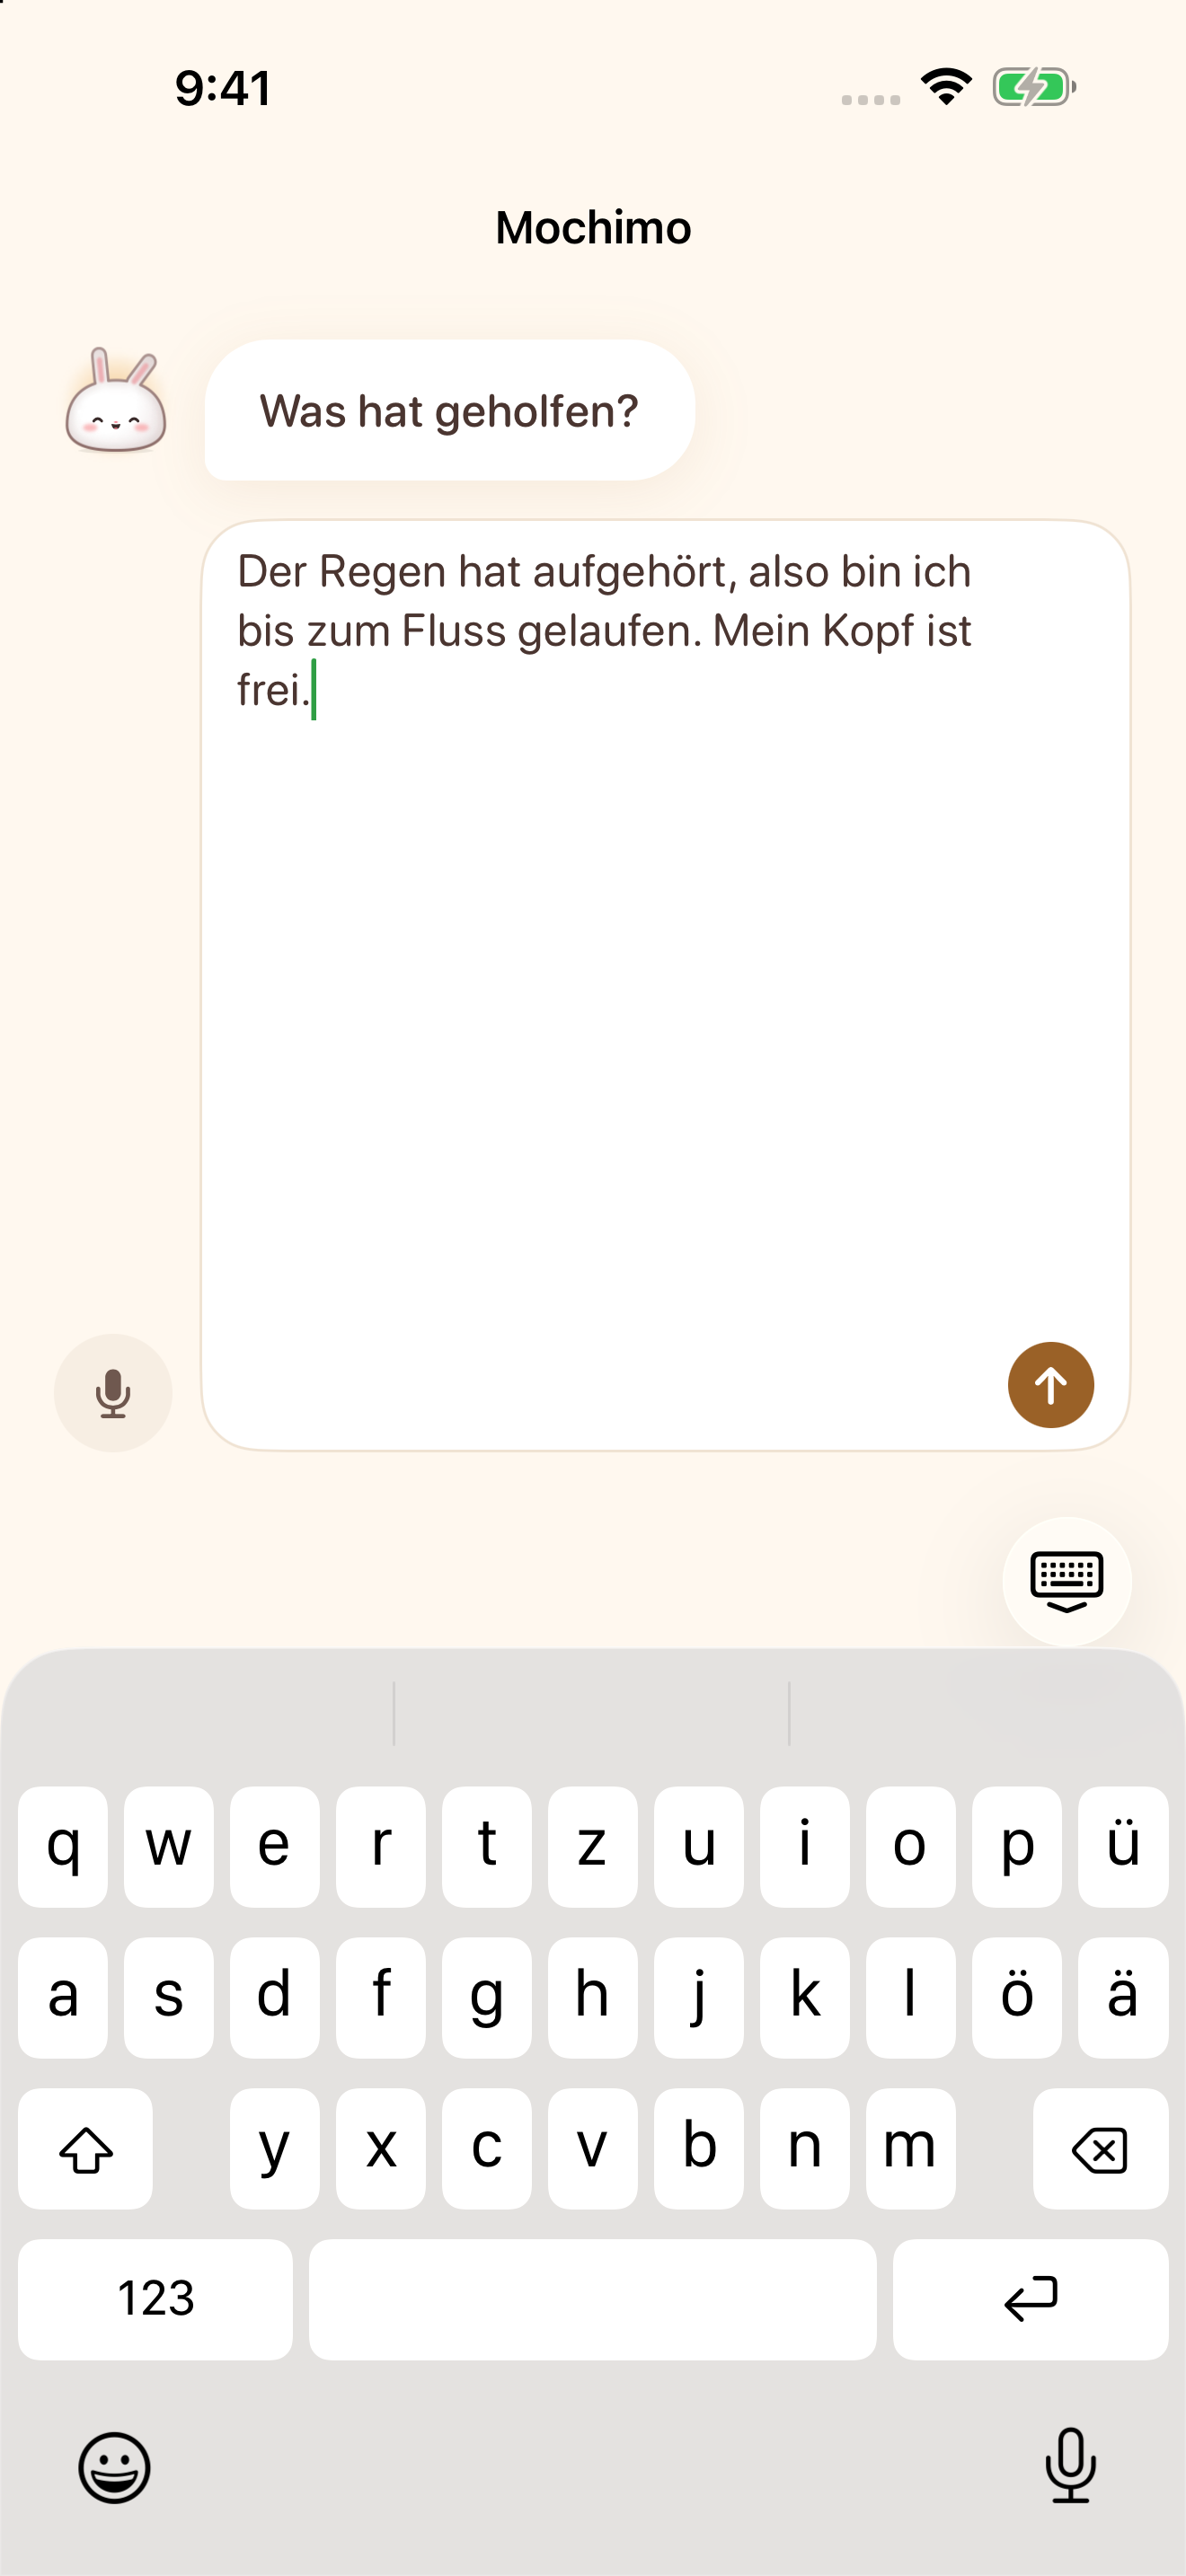 9:41
Mochimo
Was hat geholfen?
Der Regen hat aufgehört, also bin ich
bis zum Fluss gelaufen. Mein Kopf ist
frei.
q w e r t z u i o p ü
a s d f g h j k l ö ä
y x c v b n m
123